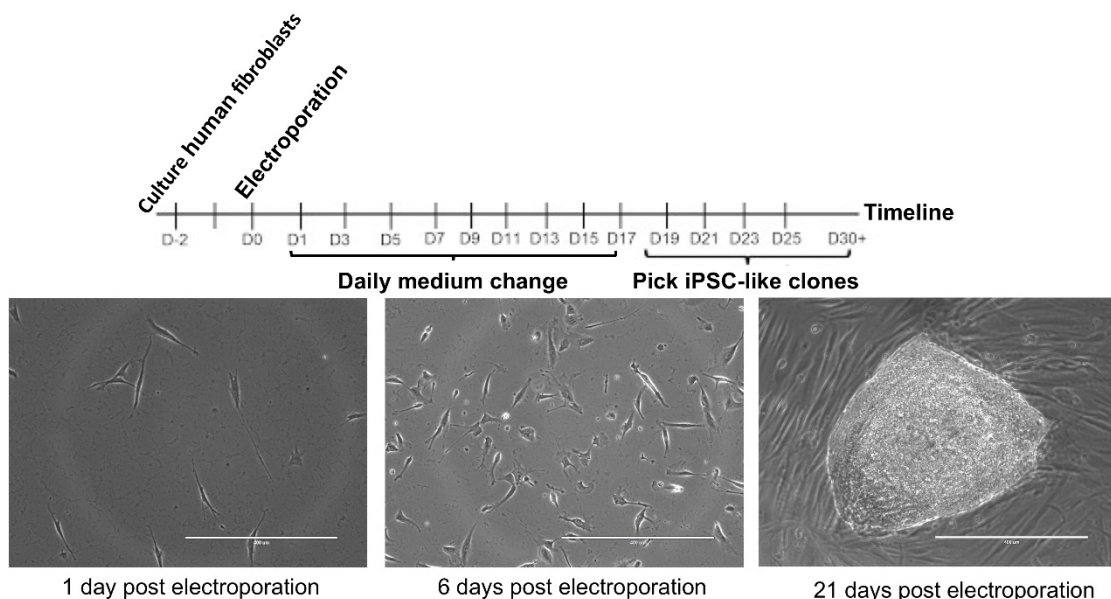 Culture human fibroblasts
Electroporation
Timeline
D-2 D0 D1 D3 D5 D7 D9 D11 D13 D15 D17 D19 D21 D23 D25 D30+
Daily medium change Pick iPSC-like clones
1 day post electroporation 6 days post electroporation 21 days post electroporation